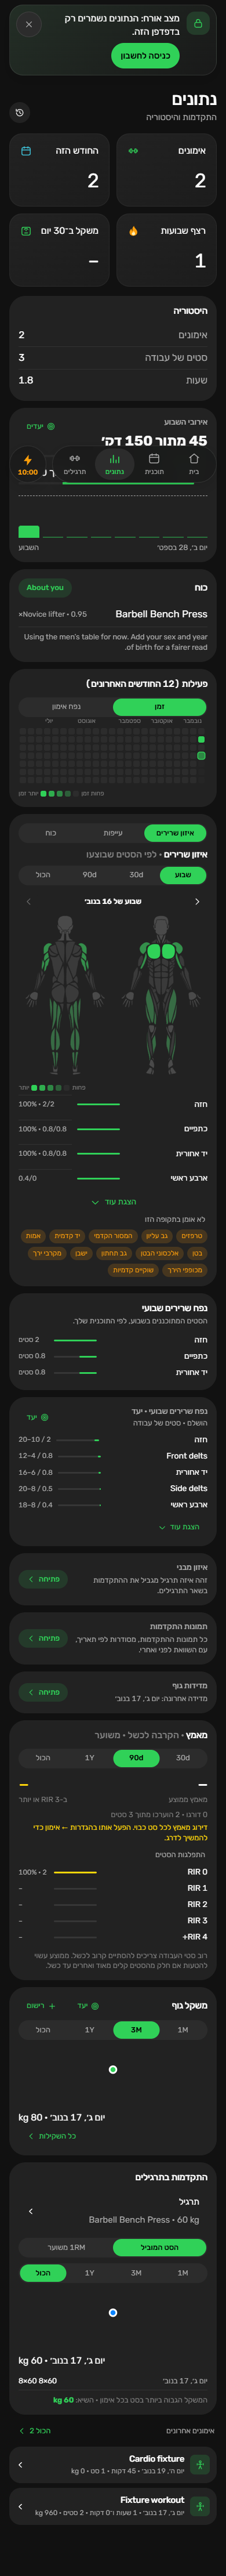 מצב אורח: הנתונים נשמרים רק
בדפדפן הזה.
כניסה לחשבון
נתונים
התקדמות והיסטוריה
אימונים
2
החודש הזה
2
רצף שבועות
1
משקל ב־30 יום
–
היסטוריה
אימונים 2
סטים של עבודה 3
שעות 1.8
אירובי השבוע
יעדים
45 מתוך 150 דק׳
בית
תוכנית
נתונים
תרגילים
10:00
יום ב׳, 28 בספט׳
השבוע
כוח
About you
Barbell Bench Press
Novice lifter · 0.95×
Using the men's table for now. Add your sex and year
of birth for a fairer read.
פעילות (12 החודשים האחרונים)
זמן
נפח אימון
נובמבר
אוקטובר
ספטמבר
אוגוסט
יולי
פחות זמן
יותר זמן
איזון שרירים
עייפות
כוח
איזון שרירים · לפי הסטים שבוצעו
שבוע
30d
90d
הכול
שבוע של 16 בנוב׳
פחות
יותר
חזה
2/2 · 100%
כתפיים
0.8/0.8 · 100%
יד אחורית
0.8/0.8 · 100%
ארבע ראשי
0.4/0
הצגת עוד
לא אומן בתקופה הזו
טרפזים
גב עליון
המסור הקדמי
יד קדמית
אמות
בטן
אלכסוני הבטן
גב תחתון
ישבן
מקרבי ירך
מכופפי הירך
שוקיים קדמיות
נפח שרירים שבועי
הסטים המתוכננים בשבוע, לפי התוכנית שלך.
חזה
2 סטים
כתפיים
0.8 סטים
יד אחורית
0.8 סטים
נפח שרירים שבועי · יעד
יעד
הושלם · סטים של עבודה
חזה
2 / 10–20
Front delts
0.8 / 4–12
יד אחורית
0.8 / 6–16
Side delts
0.5 / 8–20
ארבע ראשי
0.4 / 8–18
הצגת עוד
איזון מבני
זהה איזה תרגיל מגביל את ההתקדמות
בשאר התרגילים.
פתיחה
תמונות התקדמות
כל תמונות ההתקדמות, מסודרות לפי תאריך,
עם השוואת לפני ואחרי.
פתיחה
מדידות גוף
מדידה אחרונה: יום ג׳, 17 בנוב׳
פתיחה
מאמץ · הקרבה לכשל · משוער
30d
90d
1Y
הכול
–
–
מאמץ ממוצע
ב-RIR 3 או יותר
0 דורגו · 2 הוערכו מתוך 3 סטים
דירוג מאמץ לכל סט כבוי. הפעל אותו בהגדרות ← אימון כדי
להמשיך לדרג.
התפלגות הסטים
RIR 0
2 · 100%
RIR 1
–
RIR 2
–
RIR 3
–
RIR 4+
–
רוב סטי העבודה צריכים להסתיים קרוב לכשל. ממוצע עשוי
להטעות אם חלק מהסטים קלים מאוד ואחרים עד כשל.
משקל גוף
יעד
רישום
1M
3M
1Y
הכול
יום ג׳, 17 בנוב׳ · 80 kg
כל השקילות
התקדמות בתרגילים
תרגיל
Barbell Bench Press · 60 kg
הסט המוביל
1RM משוער
1M
3M
1Y
הכול
יום ג׳, 17 בנוב׳ · 60 kg
יום ג׳, 17 בנוב׳
8×60 8×60
המשקל הגבוה ביותר בסט בכל אימון · השיא: 60 kg
אימונים אחרונים
הכול 2
Cardio fixture
יום ה׳, 19 בנוב׳ · 45 דקות · 1 סט · 0 kg
Fixture workout
יום ג׳, 17 בנוב׳ · 1 שעות ו־0 דקות · 2 סטים · 960 kg